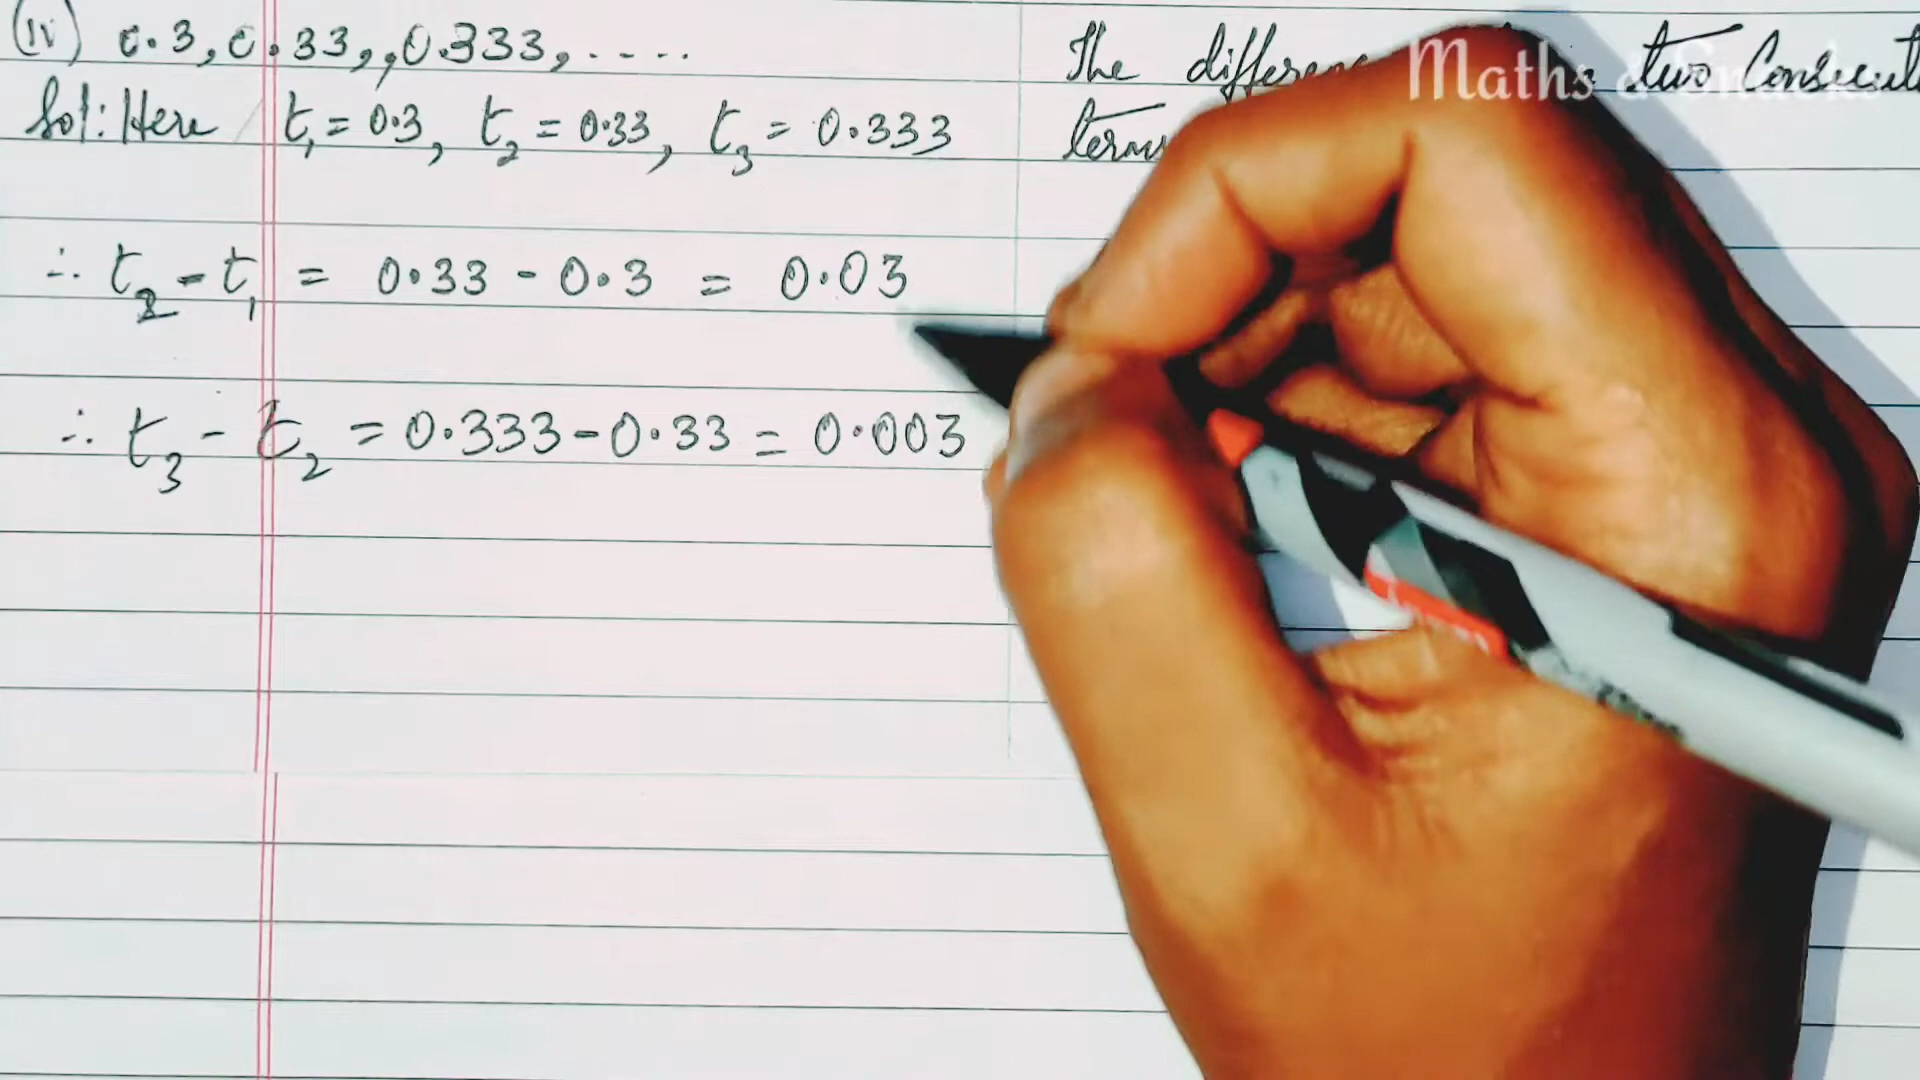 (iv) 0.3, 0.33, ,0.333, ....
Sol: Here t₁ = 0.3, t₂ = 0.33, t₃ = 0.333
∴ t₂ - t₁ = 0.33 - 0.3 = 0.03
∴ t₃ - t₂ = 0.333 - 0.33 = 0.003
The two
terms
Maths